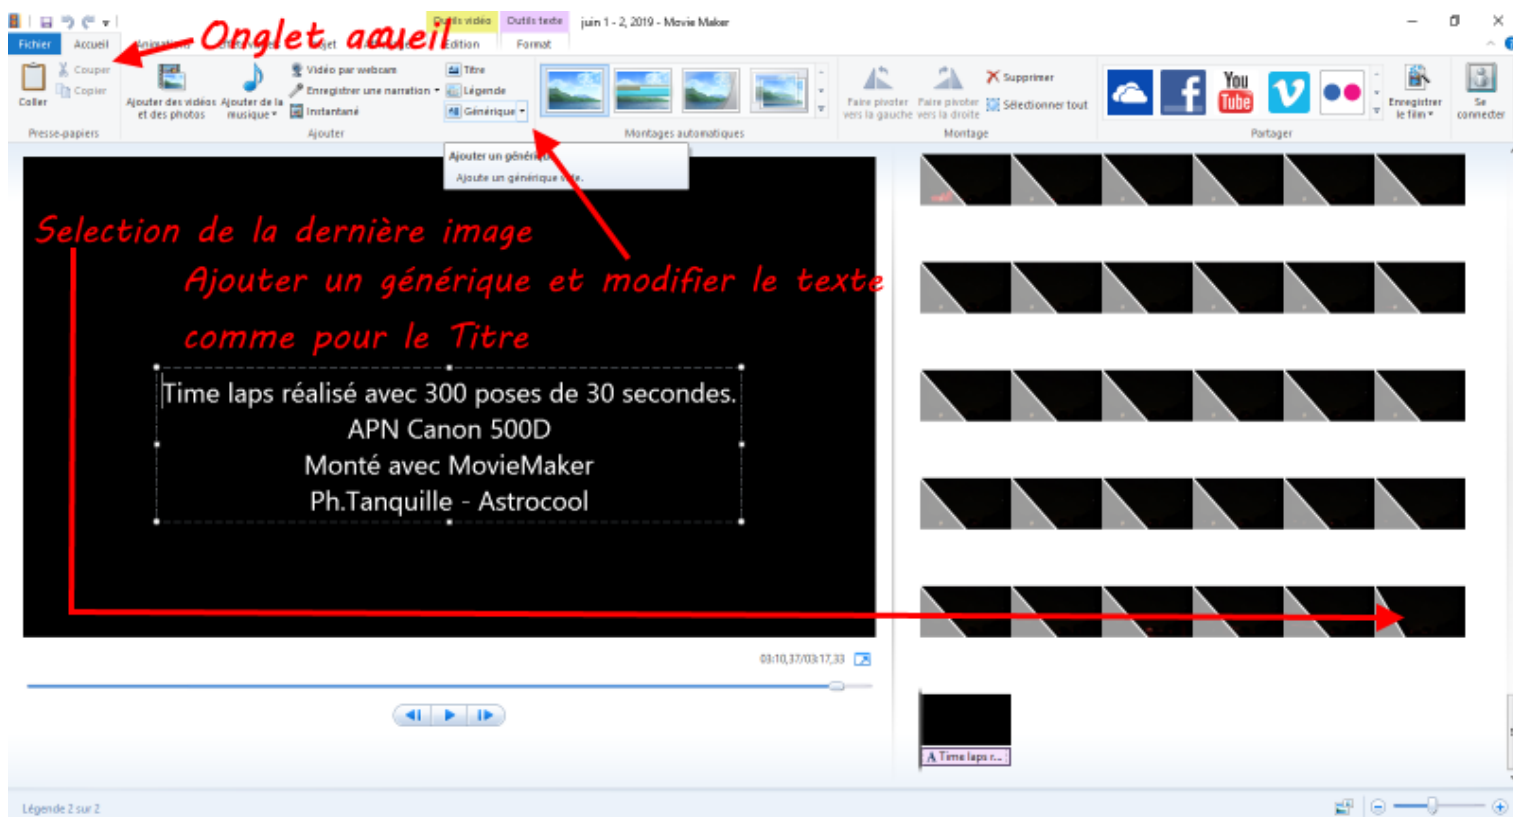 Outils vidéo
Outils texte
juin 1 - 2, 2019 - Movie Maker
Onglet acueil
Fichier
Accueil
Edition
Format
Coller
Couper
Copier
Presse-papiers
Ajouter des vidéos
et des photos
Ajouter de la
musique
Vidéo par webcam
Enregistrer une narration
Instantané
Titre
Légende
Générique
Ajouter
Montages automatiques
Faire pivoter
vers la gauche
Faire pivoter
vers la droite
Supprimer
Sélectionner tout
Montage
You
Tube
Partager
Enregistrer
le film
Se
connecter
Ajouter un
Ajoute un générique
Selection de la dernière image
Ajouter un générique et modifier le texte
comme pour le Titre
Time laps réalisé avec 300 poses de 30 secondes.
APN Canon 500D
Monté avec MovieMaker
Ph.Tanquille - Astrocool
03:10,37/03:17,33
A Time laps r...
Légende 2 sur 2